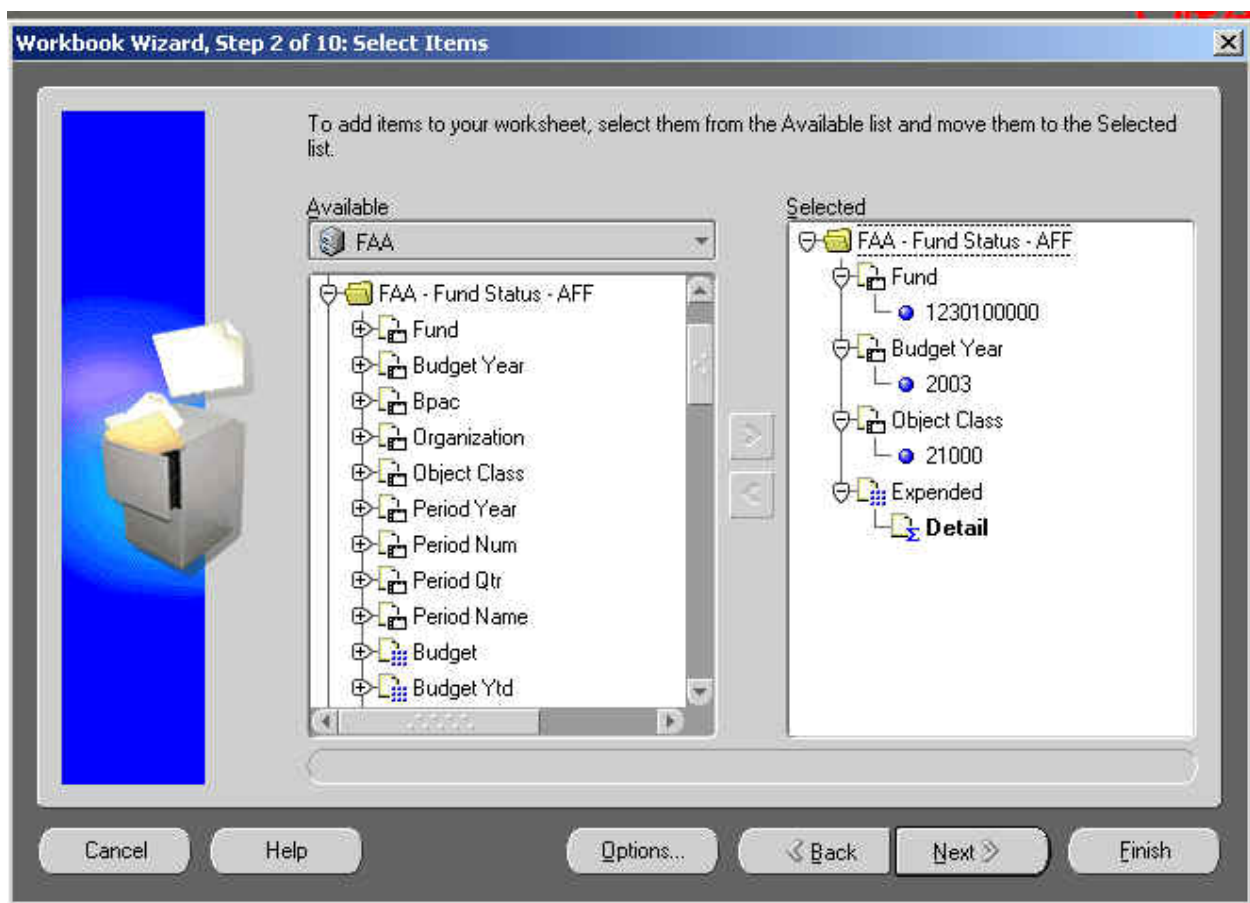 Workbook Wizard, Step 2 of 10: Select Items
To add items to your worksheet, select them from the Available list and move them to the Selected
list.
Available
FAA
FAA - Fund Status - AFF
Fund
Budget Year
Bpac
Organization
Object Class
Period Year
Period Num
Period Qtr
Period Name
Budget
Budget Ytd
Selected
FAA - Fund Status - AFF
Fund
1230100000
Budget Year
2003
Object Class
21000
Expended
Detail
Cancel
Help
Options...
Back
Next
Finish